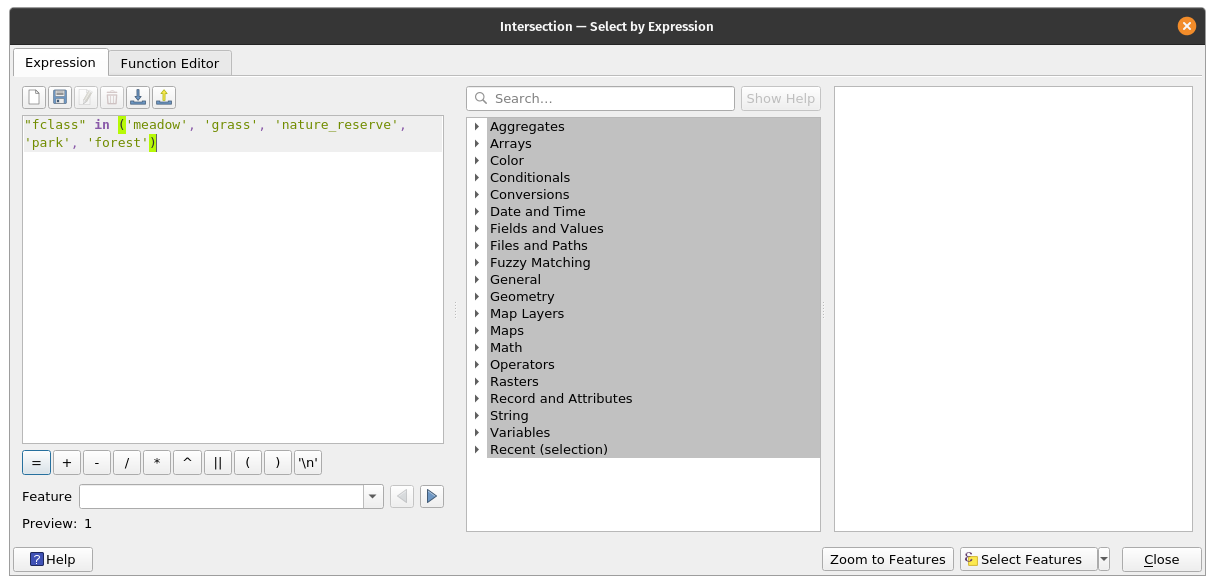 Intersection — Select by Expression
Expression
Function Editor
"fclass" in ('meadow', 'grass', 'nature_reserve',
'park', 'forest')
Search...
Show Help
Aggregates
Arrays
Color
Conditionals
Conversions
Date and Time
Fields and Values
Files and Paths
Fuzzy Matching
General
Geometry
Map Layers
Maps
Math
Operators
Rasters
Record and Attributes
String
Variables
Recent (selection)
= + - / * ^ || ( ) '\n'
Feature
Preview: 1
? Help
Zoom to Features
Select Features
Close